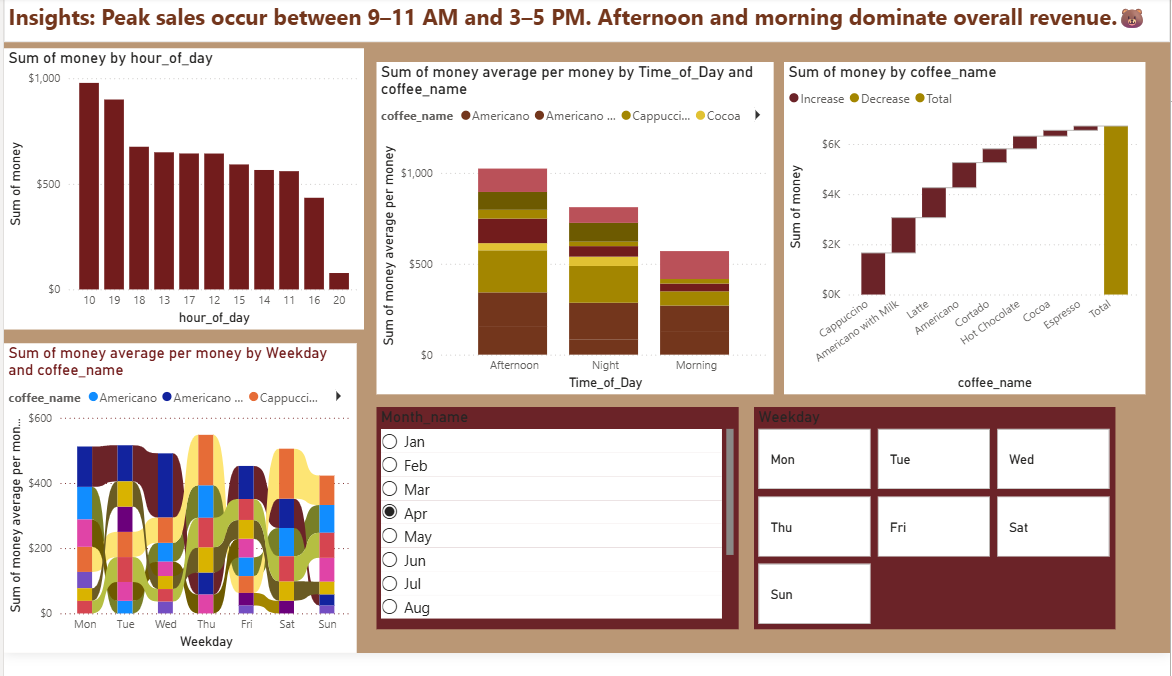 Insights: Peak sales occur between 9–11 AM and 3–5 PM. Afternoon and morning dominate overall revenue.🐻
Sum of money by hour_of_day
Sum of money
$1,000
$500
$0
10 19 18 13 17 12 15 14 11 16 20
hour_of_day
Sum of money average per money by Time_of_Day and
coffee_name
coffee_name Americano Americano ... Cappucci... Cocoa
Sum of money average per money
$1,000
$500
$0
Afternoon Night Morning
Time_of_Day
Sum of money by coffee_name
Increase Decrease Total
Sum of money
$6K
$4K
$2K
$0K
Cappuccino
Americano with Milk
Latte
Americano
Cortado
Hot Chocolate
Cocoa
Espresso
Total
coffee_name
Sum of money average per money by Weekday
and coffee_name
coffee_name Americano Americano ... Cappucci...
Sum of money average per mon...
$600
$400
$200
$0
Mon Tue Wed Thu Fri Sat Sun
Weekday
Month_name
Jan
Feb
Mar
Apr
May
Jun
Jul
Aug
Weekday
Mon Tue Wed
Thu Fri Sat
Sun